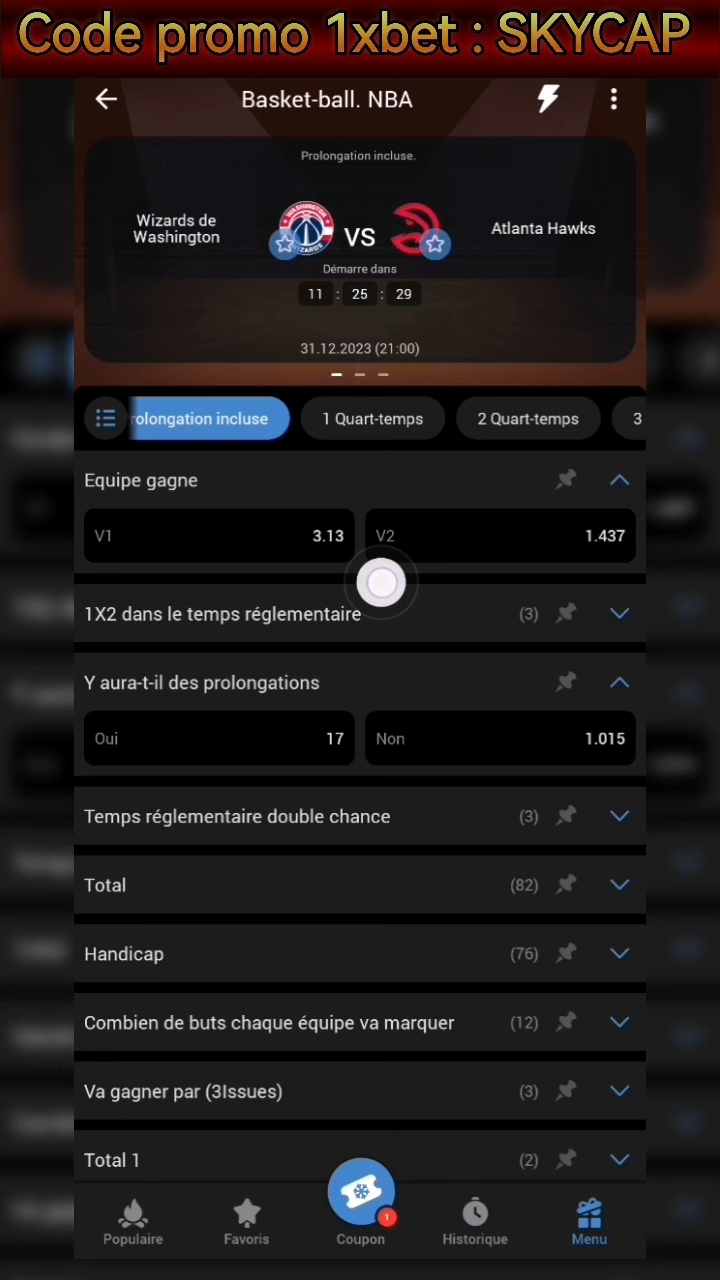 Code promo 1xbet : SKYCAP
Basket-ball. NBA
Prolongation incluse.
Wizards de
Washington
VS
Atlanta Hawks
Démarre dans
11 : 25 : 29
31.12.2023 (21:00)
rolongation incluse
1 Quart-temps
2 Quart-temps
3
Equipe gagne
V1 3.13
V2 1.437
1X2 dans le temps réglementaire (3)
Y aura-t-il des prolongations
Oui 17
Non 1.015
Temps réglementaire double chance (3)
Total (82)
Handicap (76)
Combien de buts chaque équipe va marquer (12)
Va gagner par (3Issues) (3)
Total 1 (2)
1
Populaire
Favoris
Coupon
Historique
Menu